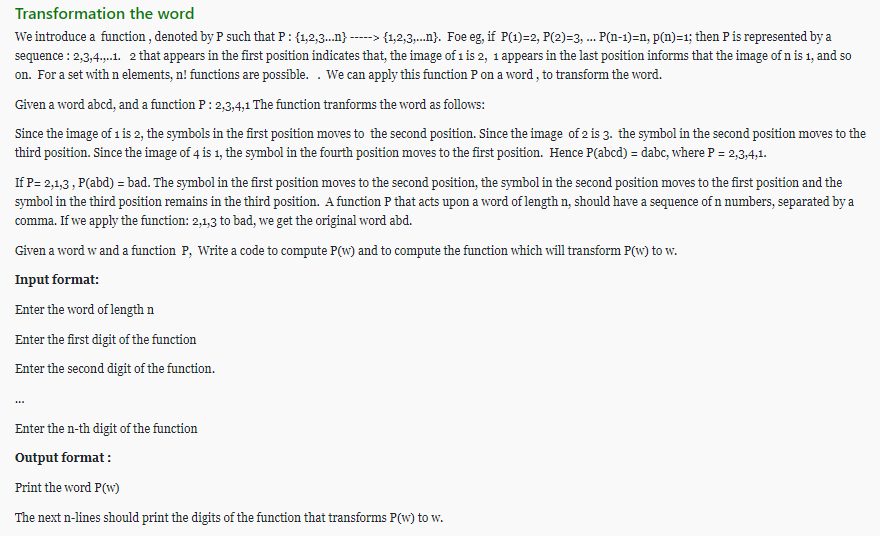 Transformation the word
We introduce a function , denoted by P such that P : {1,2,3...n} -----> {1,2,3,...n}. Foe eg, if P(1)=2, P(2)=3, ... P(n-1)=n, p(n)=1; then P is represented by a
sequence : 2,3,4.,..1. 2 that appears in the first position indicates that, the image of 1 is 2, 1 appears in the last position informs that the image of n is 1, and so
on. For a set with n elements, n! functions are possible. . We can apply this function P on a word , to transform the word.
Given a word abcd, and a function P : 2,3,4,1 The function tranforms the word as follows:
Since the image of 1 is 2, the symbols in the first position moves to the second position. Since the image of 2 is 3. the symbol in the second position moves to the
third position. Since the image of 4 is 1, the symbol in the fourth position moves to the first position. Hence P(abcd) = dabc, where P = 2,3,4,1.
If P= 2,1,3 , P(abd) = bad. The symbol in the first position moves to the second position, the symbol in the second position moves to the first position and the
symbol in the third position remains in the third position. A function P that acts upon a word of length n, should have a sequence of n numbers, separated by a
comma. If we apply the function: 2,1,3 to bad, we get the original word abd.
Given a word w and a function P, Write a code to compute P(w) and to compute the function which will transform P(w) to w.
Input format:
Enter the word of length n
Enter the first digit of the function
Enter the second digit of the function.
...
Enter the n-th digit of the function
Output format :
Print the word P(w)
The next n-lines should print the digits of the function that transforms P(w) to w.